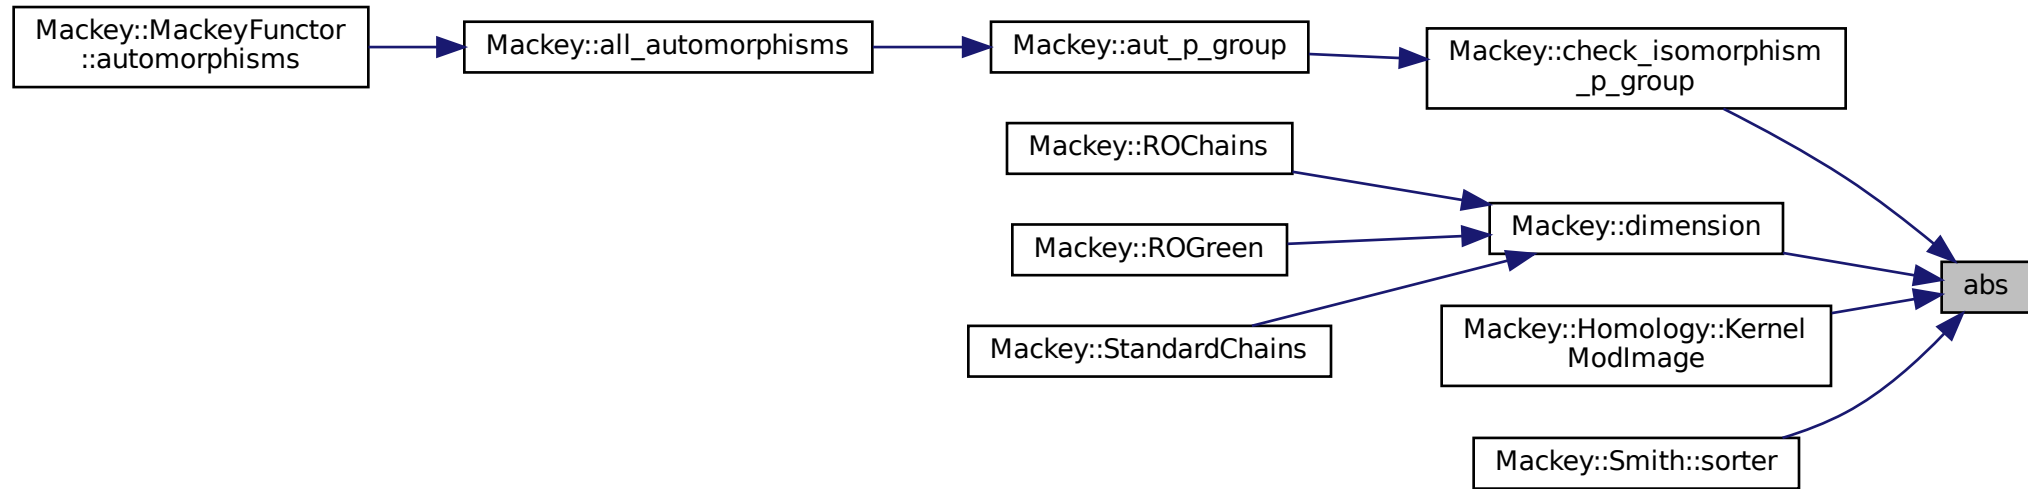 Mackey::MackeyFunctor
::automorphisms
Mackey::all_automorphisms
Mackey::aut_p_group
Mackey::check_isomorphism
_p_group
Mackey::ROChains
Mackey::dimension
Mackey::ROGreen
abs
Mackey::StandardChains
Mackey::Homology::Kernel
ModImage
Mackey::Smith::sorter